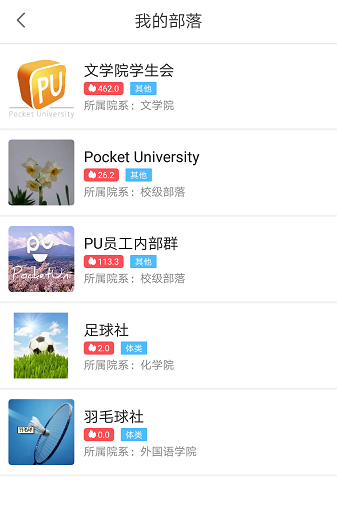 我的部落
文学院学生会
462.0 其他
所属院系：文学院
PU
Pocket University
Pocket University
26.2 其他
所属院系：校级部落
PU员工内部群
113.3 其他
所属院系：校级部落
PU
PocketUni
足球社
2.0 体类
所属院系：化学院
羽毛球社
0.0 体类
所属院系：外国语学院